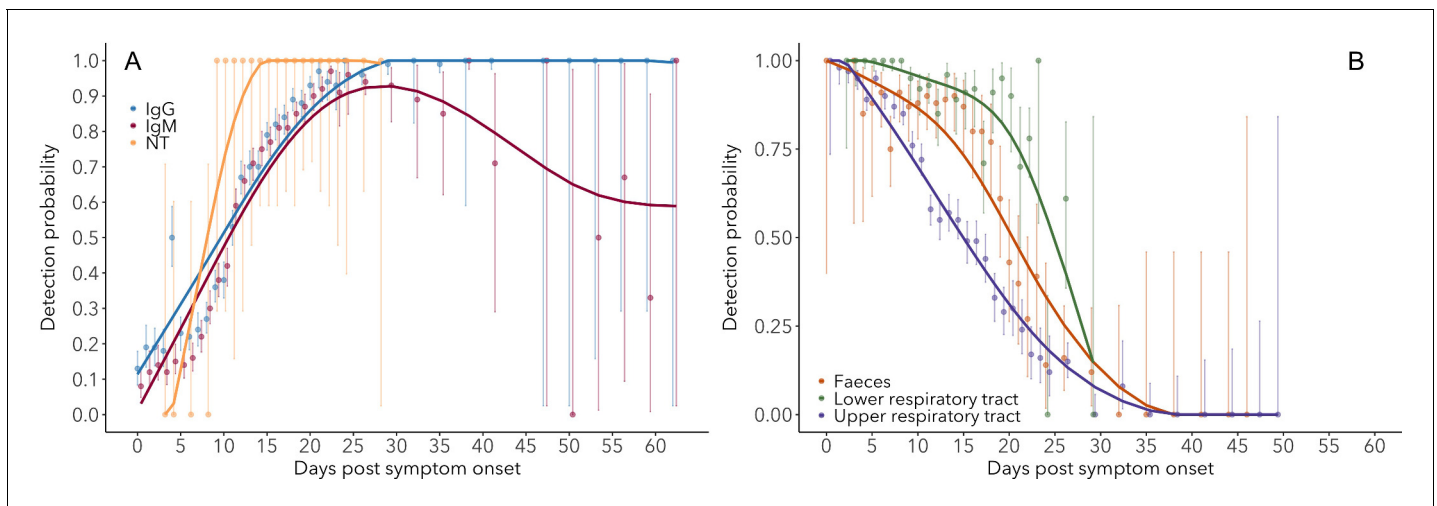 A
1.0
0.9
0.8
0.7
0.6
0.5
0.4
0.3
0.2
0.1
0.0
Detection probability
IgG
IgM
NT
0 5 10 15 20 25 30 35 40 45 50 55 60
Days post symptom onset
B
1.00
0.75
0.50
0.25
0.00
Detection probability
Faeces
Lower respiratory tract
Upper respiratory tract
0 5 10 15 20 25 30 35 40 45 50 55 60
Days post symptom onset